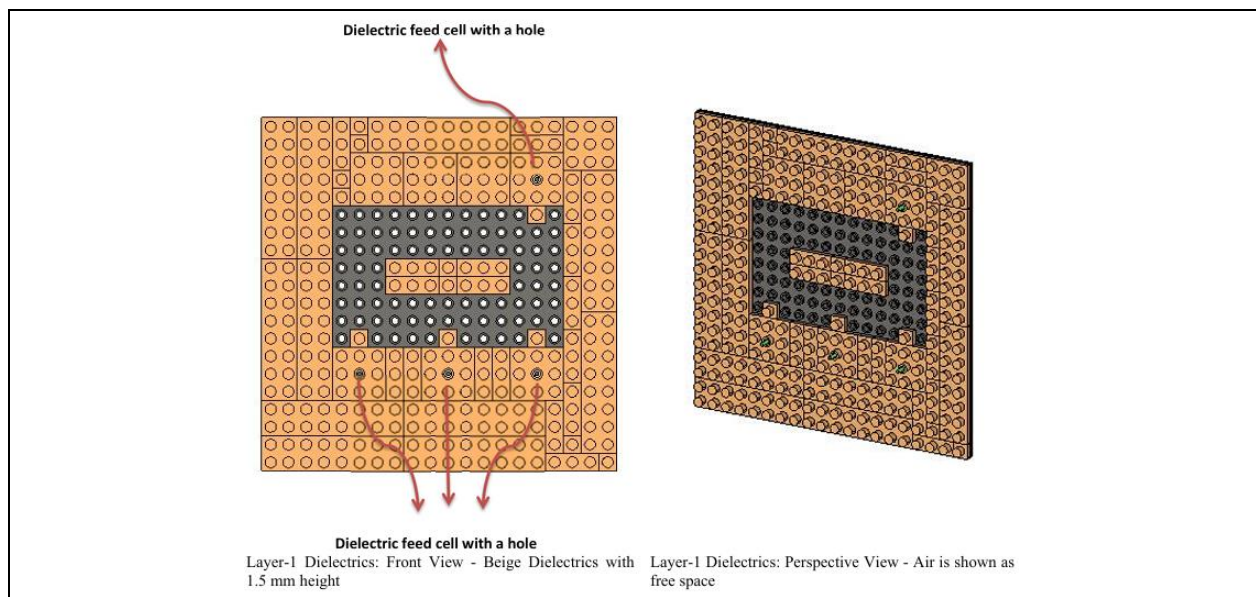 Dielectric feed cell with a hole
Dielectric feed cell with a hole
Layer-1 Dielectrics: Front View - Beige Dielectrics with
1.5 mm height
Layer-1 Dielectrics: Perspective View - Air is shown as
free space